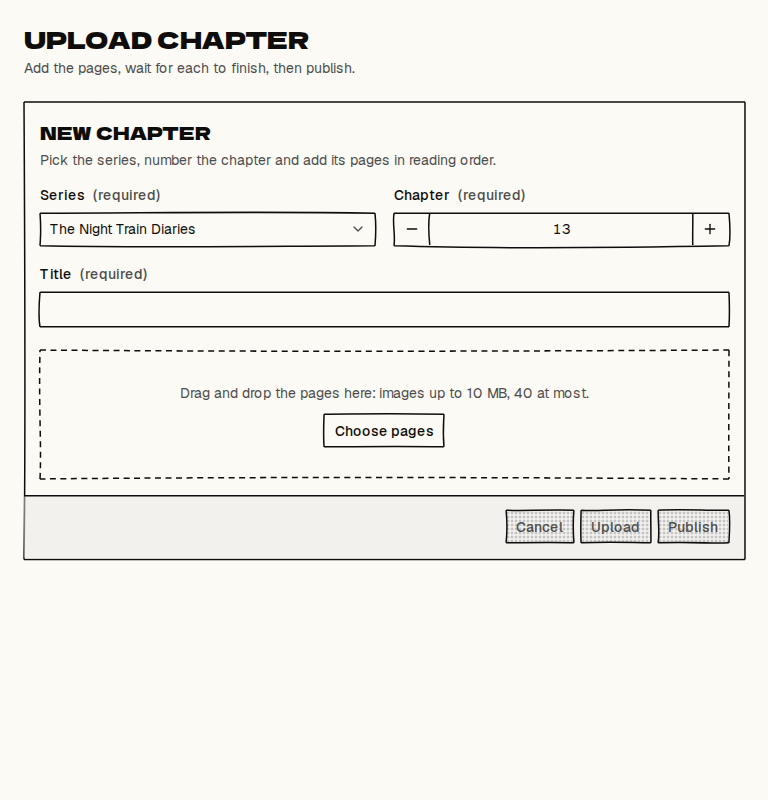 UPLOAD CHAPTER
Add the pages, wait for each to finish, then publish.
NEW CHAPTER
Pick the series, number the chapter and add its pages in reading order.
Series (required)
Chapter (required)
The Night Train Diaries
− 13 +
Title (required)
Drag and drop the pages here: images up to 10 MB, 40 at most.
Choose pages
Cancel Upload Publish